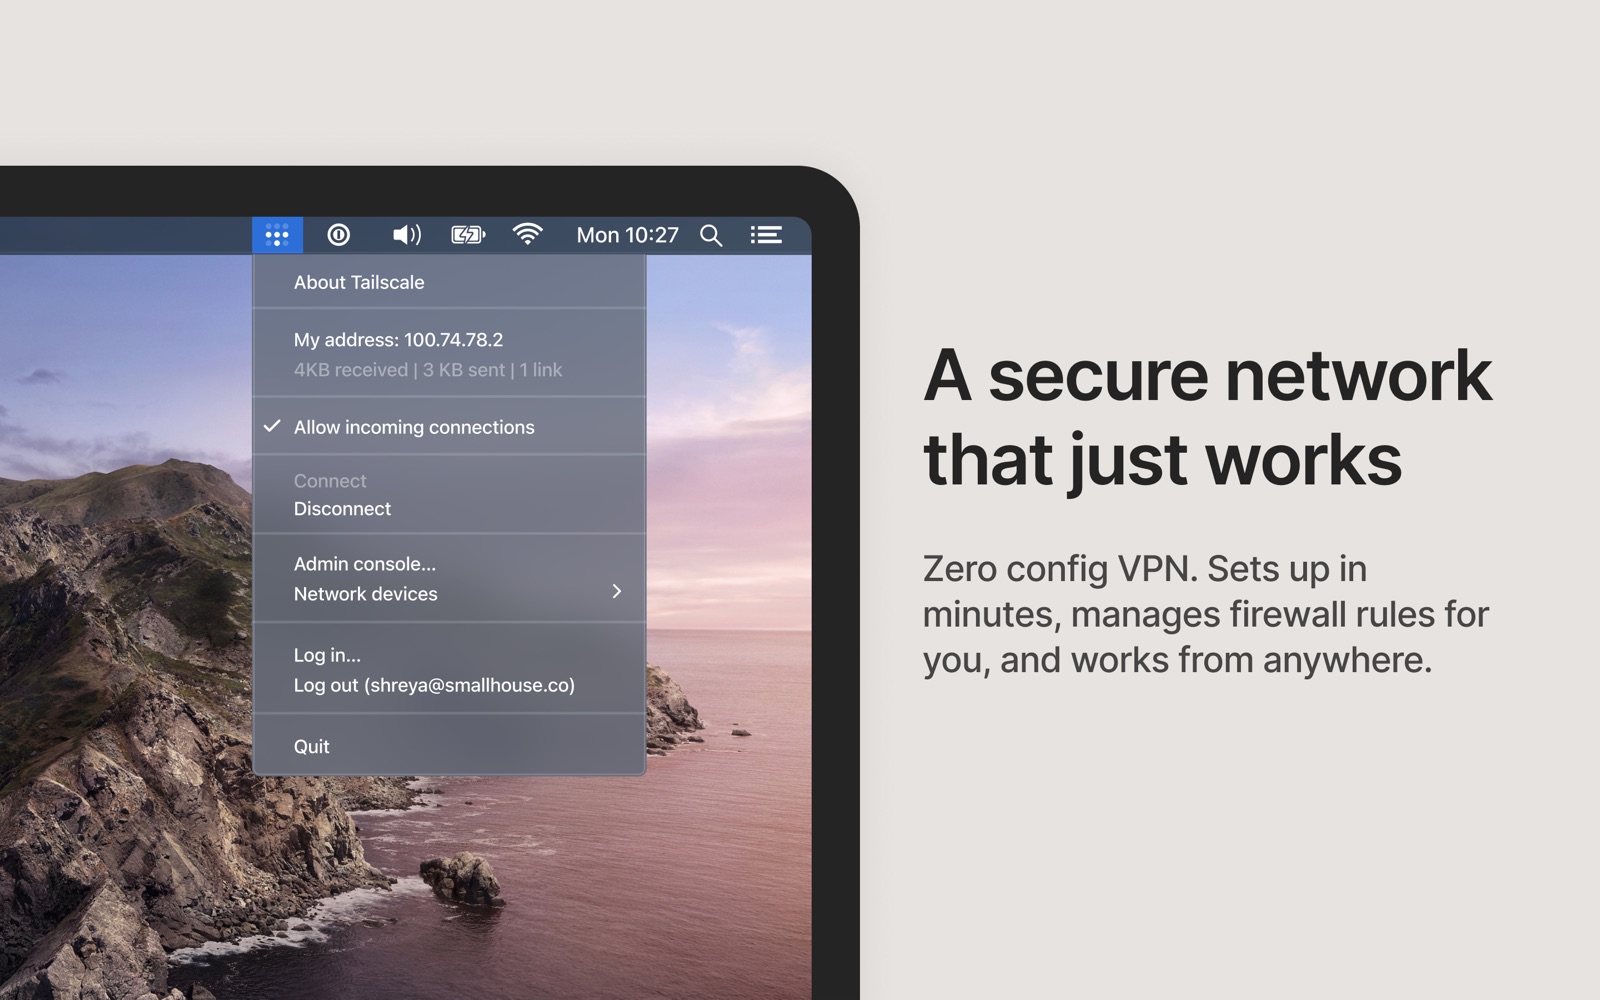 Mon 10:27
About Tailscale
My address: 100.74.78.2
4KB received | 3 KB sent | 1 link
Allow incoming connections
Connect
Disconnect
Admin console...
Network devices
Log in...
Log out (shreya@smallhouse.co)
Quit
A secure network
that just works
Zero config VPN. Sets up in
minutes, manages firewall rules for
you, and works from anywhere.